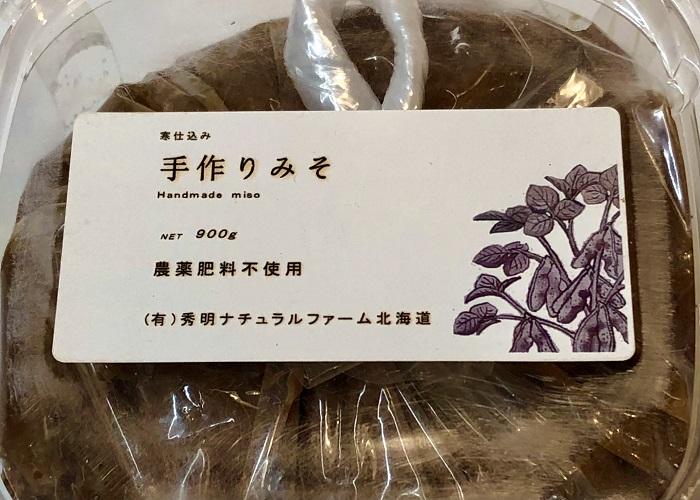 寒仕込み
手作りみそ
Handmade miso
NET 900g
農薬肥料不使用
(有)秀明ナチュラルファーム北海道